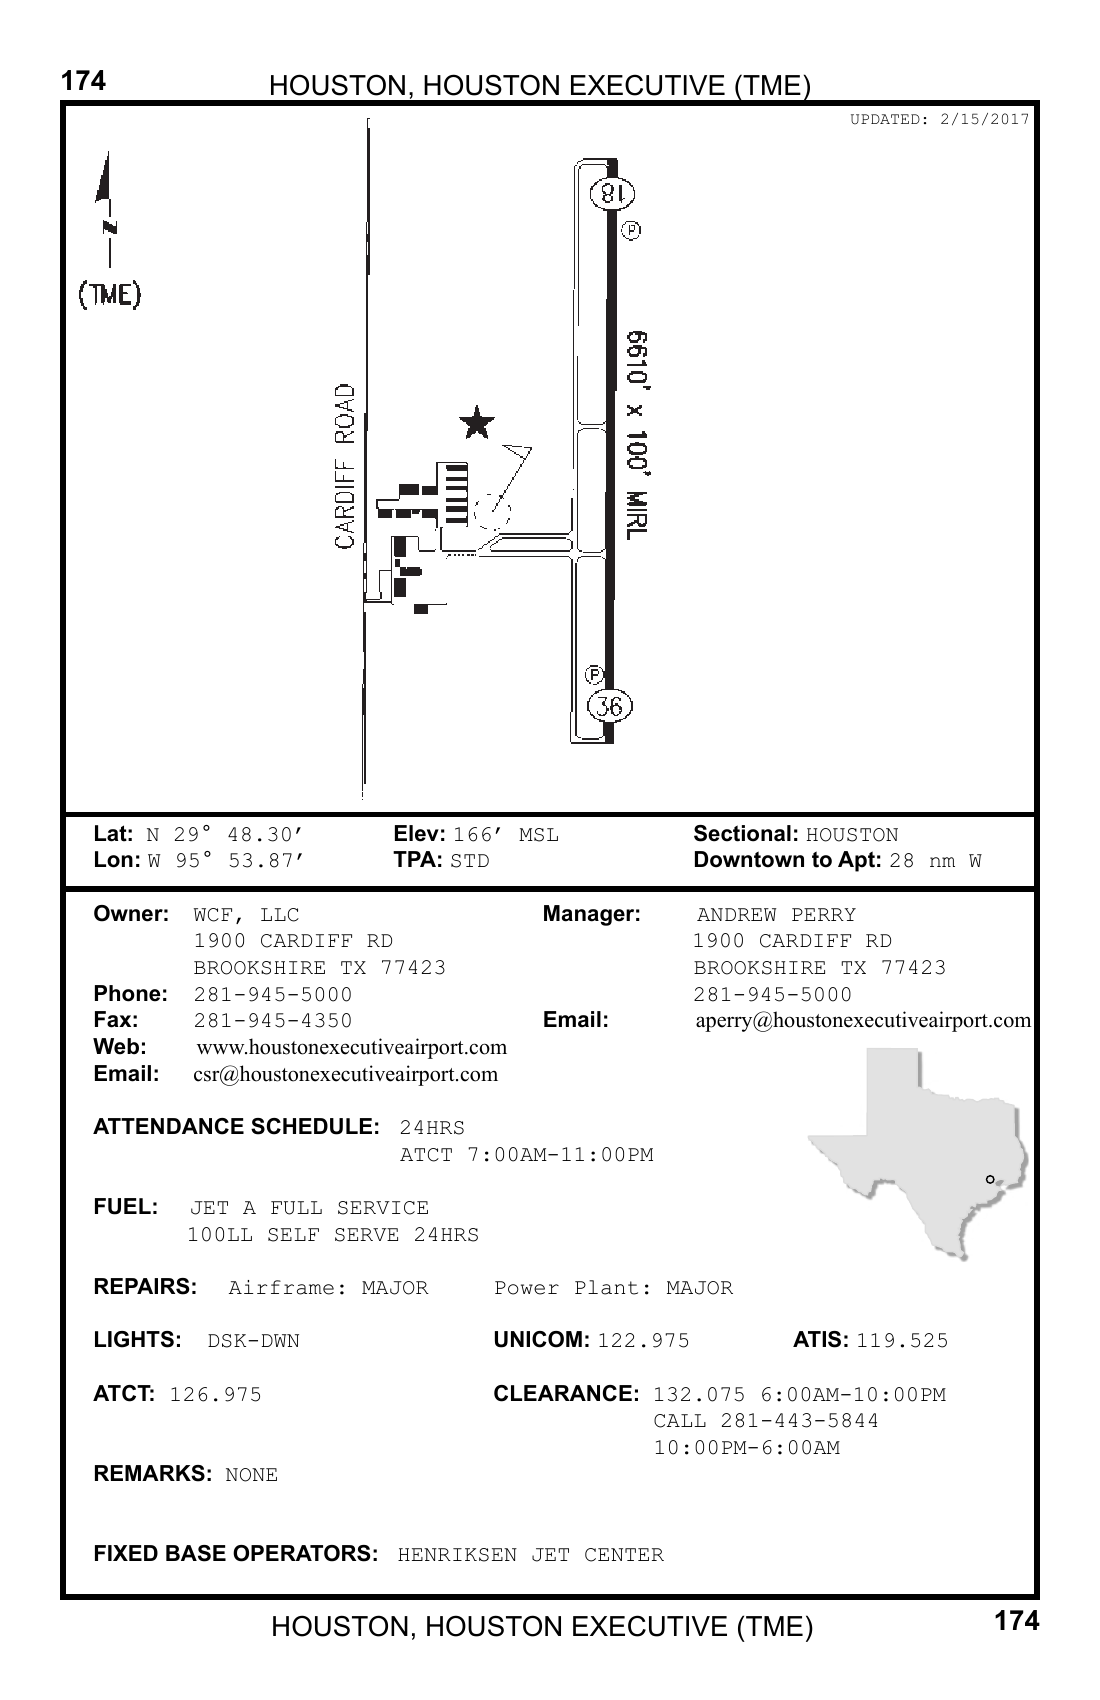 174
HOUSTON, HOUSTON EXECUTIVE (TME)
UPDATED: 2/15/2017
N
(TME)
18
P
6610' x 100' MIRL
CARDIFF ROAD
P
36
Lat: N 29° 48.30′ Elev: 166′ MSL Sectional: HOUSTON
Lon: W 95° 53.87′ TPA: STD Downtown to Apt: 28 nm W
Owner: WCF, LLC Manager: ANDREW PERRY
1900 CARDIFF RD 1900 CARDIFF RD
BROOKSHIRE TX 77423 BROOKSHIRE TX 77423
Phone: 281-945-5000 281-945-5000
Fax: 281-945-4350 Email: aperry@houstonexecutiveairport.com
Web: www.houstonexecutiveairport.com
Email: csr@houstonexecutiveairport.com
ATTENDANCE SCHEDULE: 24HRS
ATCT 7:00AM-11:00PM
FUEL: JET A FULL SERVICE
100LL SELF SERVE 24HRS
REPAIRS: Airframe: MAJOR Power Plant: MAJOR
LIGHTS: DSK-DWN UNICOM: 122.975 ATIS: 119.525
ATCT: 126.975 CLEARANCE: 132.075 6:00AM-10:00PM
CALL 281-443-5844
10:00PM-6:00AM
REMARKS: NONE
FIXED BASE OPERATORS: HENRIKSEN JET CENTER
HOUSTON, HOUSTON EXECUTIVE (TME)
174